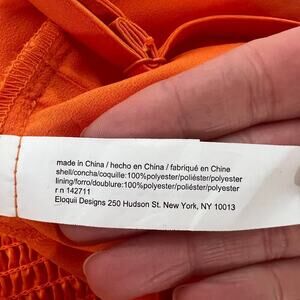 made in China / hecho en China / fabriqué en Chine
shell/concha/coquille:100%polyester/poliéster/polyester
lining/forro/doublure:100%polyester/poliéster/polyester
r n 142711
Eloquii Designs 250 Hudson St. New York, NY 10013